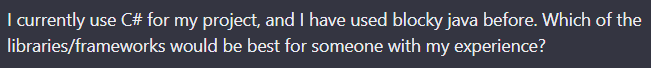 I currently use C# for my project, and I have used blocky java before. Which of the
libraries/frameworks would be best for someone with my experience?